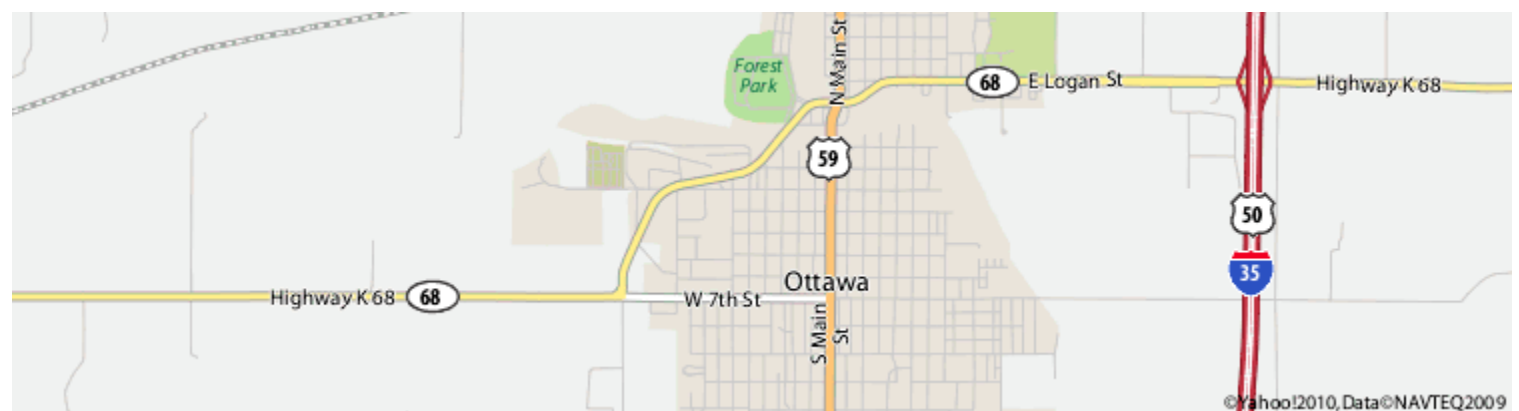 N Main St
Forest
Park
68
E Logan St
Highway K 68
59
50
35
Ottawa
Highway K 68
68
W 7th St
S Main
St
©Yahoo!2010, Data©NAVTEQ2009